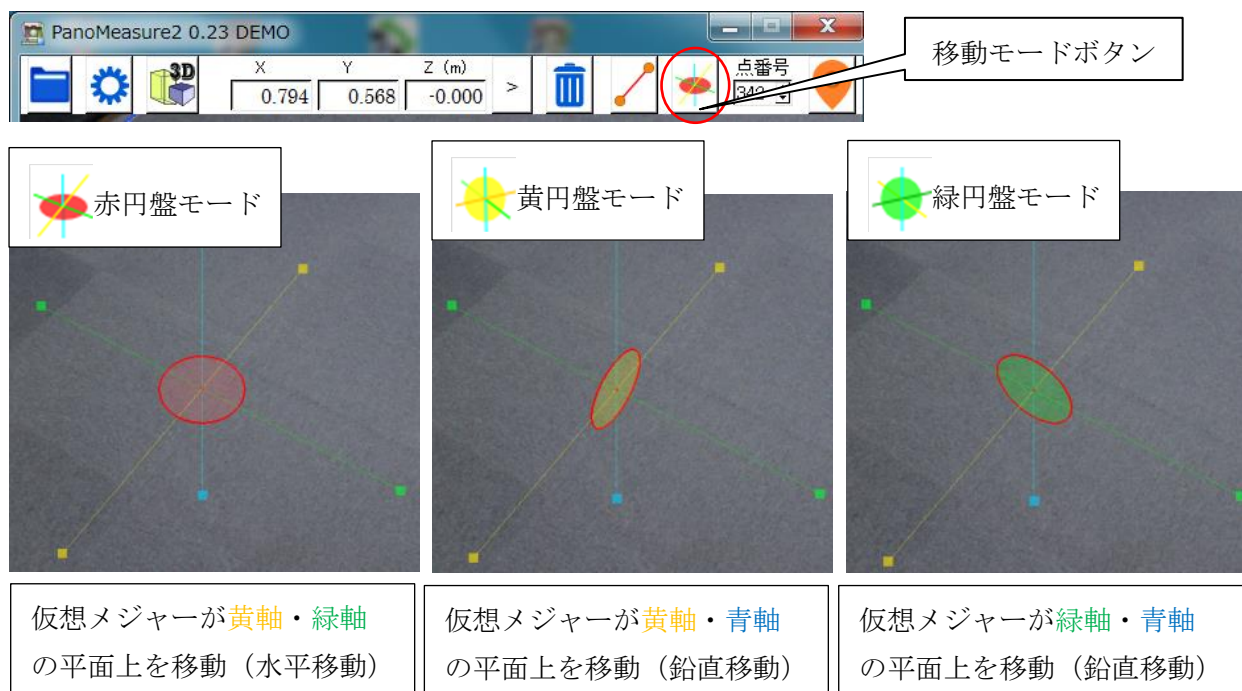 PanoMeasure2 0.23 DEMO
移動モードボタン
3D
X Y Z (m)
点番号
0.794 0.568 -0.000 >
342
赤円盤モード
黄円盤モード
緑円盤モード
仮想メジャーが黄軸・緑軸
の平面上を移動（水平移動）
仮想メジャーが黄軸・青軸
の平面上を移動（鉛直移動）
仮想メジャーが緑軸・青軸
の平面上を移動（鉛直移動）